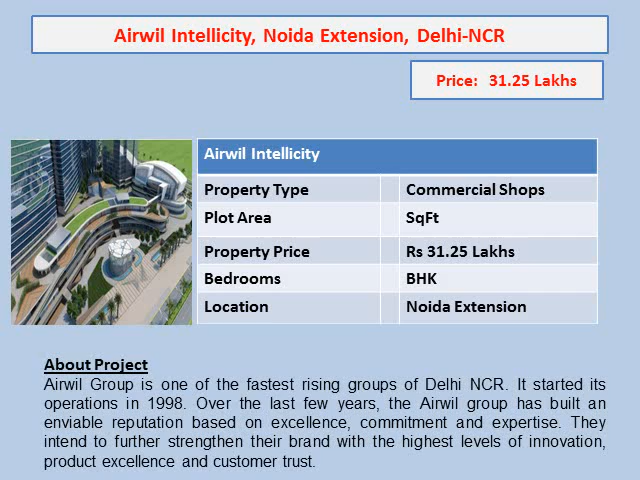 Airwil Intellicity, Noida Extension, Delhi-NCR
Price: 31.25 Lakhs
Airwil Intellicity
Property Type Commercial Shops
Plot Area SqFt
Property Price Rs 31.25 Lakhs
Bedrooms BHK
Location Noida Extension
About Project
Airwil Group is one of the fastest rising groups of Delhi NCR. It started its
operations in 1998. Over the last few years, the Airwil group has built an
enviable reputation based on excellence, commitment and expertise. They
intend to further strengthen their brand with the highest levels of innovation,
product excellence and customer trust.